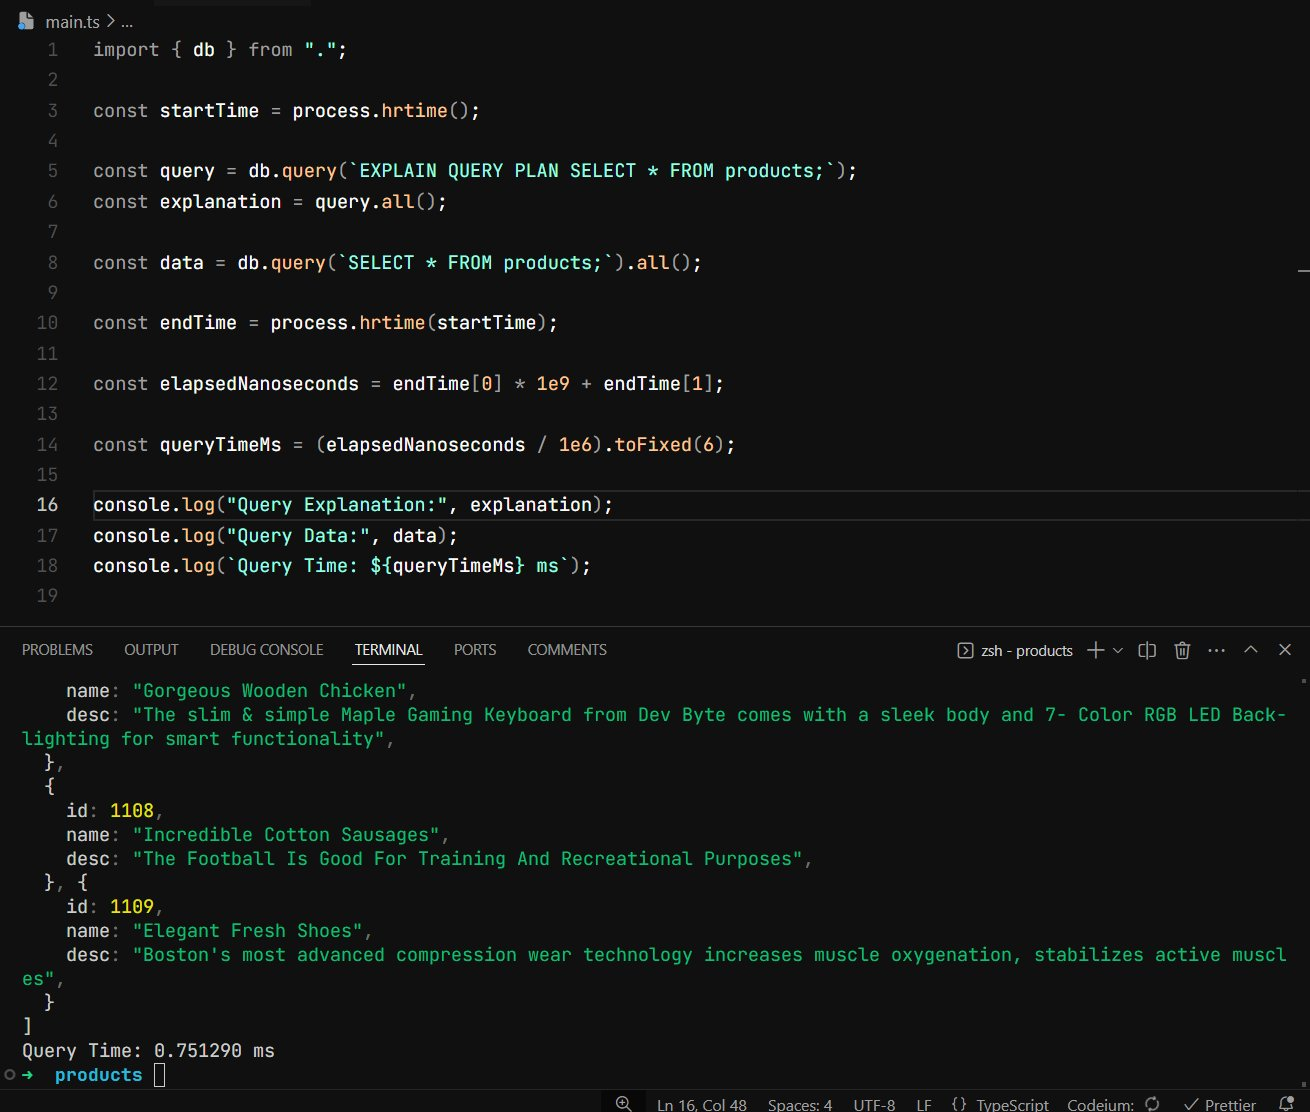 main.ts > ...
1 import { db } from ".";
2
3 const startTime = process.hrtime();
4
5 const query = db.query(`EXPLAIN QUERY PLAN SELECT * FROM products;`);
6 const explanation = query.all();
7
8 const data = db.query(`SELECT * FROM products;`).all();
9
10 const endTime = process.hrtime(startTime);
11
12 const elapsedNanoseconds = endTime[0] * 1e9 + endTime[1];
13
14 const queryTimeMs = (elapsedNanoseconds / 1e6).toFixed(6);
15
16 console.log("Query Explanation:", explanation);
17 console.log("Query Data:", data);
18 console.log(`Query Time: ${queryTimeMs} ms`);
19
PROBLEMS OUTPUT DEBUG CONSOLE TERMINAL PORTS COMMENTS zsh - products
name: "Gorgeous Wooden Chicken",
desc: "The slim & simple Maple Gaming Keyboard from Dev Byte comes with a sleek body and 7- Color RGB LED Back-
lighting for smart functionality",
},
{
id: 1108,
name: "Incredible Cotton Sausages",
desc: "The Football Is Good For Training And Recreational Purposes",
}, {
id: 1109,
name: "Elegant Fresh Shoes",
desc: "Boston's most advanced compression wear technology increases muscle oxygenation, stabilizes active muscl
es",
}
]
Query Time: 0.751290 ms
→ products
Ln 16, Col 48 Spaces: 4 UTF-8 LF {} TypeScript Codeium: Prettier